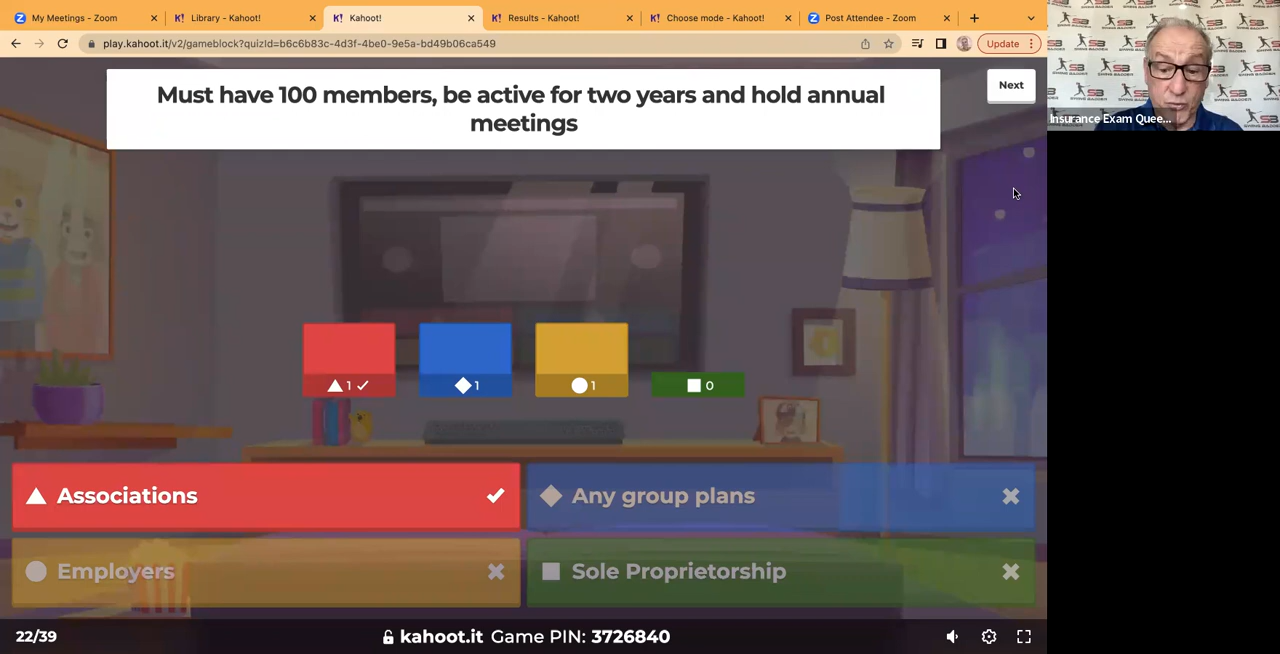 My Meetings - Zoom
Library - Kahoot!
Kahoot!
Results - Kahoot!
Choose mode - Kahoot!
Post Attendee - Zoom
play.kahoot.it/v2/gameblock?quizId=b6c6b83c-4d3f-4be0-9e5a-bd49b06ca549
Update
Must have 100 members, be active for two years and hold annual
meetings
Next
Insurance Exam Quee...
1
1
1
0
Associations
Any group plans
Employers
Sole Proprietorship
22/39
kahoot.it Game PIN: 3726840